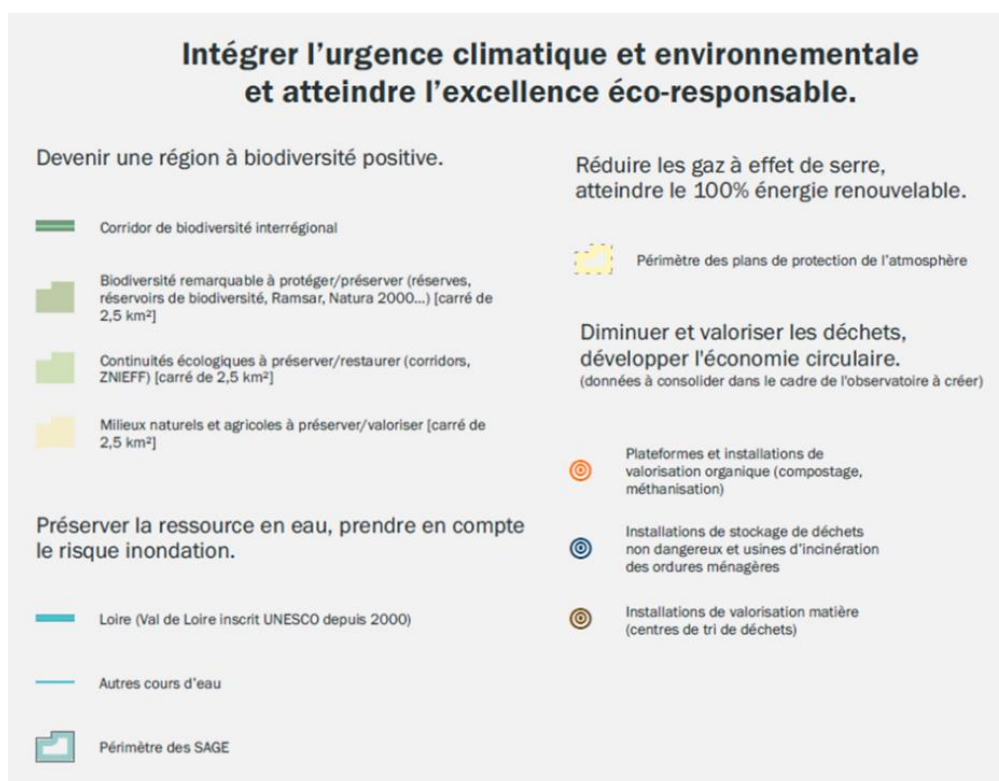 Intégrer l’urgence climatique et environnementale
et atteindre l’excellence éco-responsable.
Devenir une région à biodiversité positive.
Corridor de biodiversité interrégional
Biodiversité remarquable à protéger/préserver (réserves,
réservoirs de biodiversité, Ramsar, Natura 2000...) [carré de
2,5 km²]
Continuités écologiques à préserver/restaurer (corridors,
ZNIEFF) [carré de 2,5 km²]
Milieux naturels et agricoles à préserver/valoriser [carré de
2,5 km²]
Préserver la ressource en eau, prendre en compte
le risque inondation.
Loire (Val de Loire inscrit UNESCO depuis 2000)
Autres cours d’eau
Périmètre des SAGE
Réduire les gaz à effet de serre,
atteindre le 100% énergie renouvelable.
Périmètre des plans de protection de l’atmosphère
Diminuer et valoriser les déchets,
développer l'économie circulaire.
(données à consolider dans le cadre de l'observatoire à créer)
Plateformes et installations de
valorisation organique (compostage,
méthanisation)
Installations de stockage de déchets
non dangereux et usines d’incinération
des ordures ménagères
Installations de valorisation matière
(centres de tri de déchets)